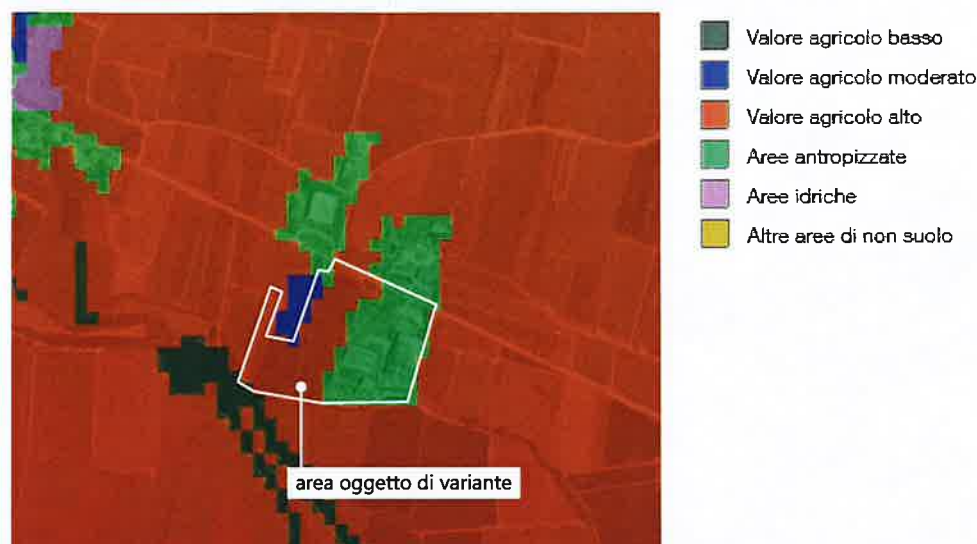 Valore agricolo basso
Valore agricolo moderato
Valore agricolo alto
Aree antropizzate
Aree idriche
Altre aree di non suolo
area oggetto di variante